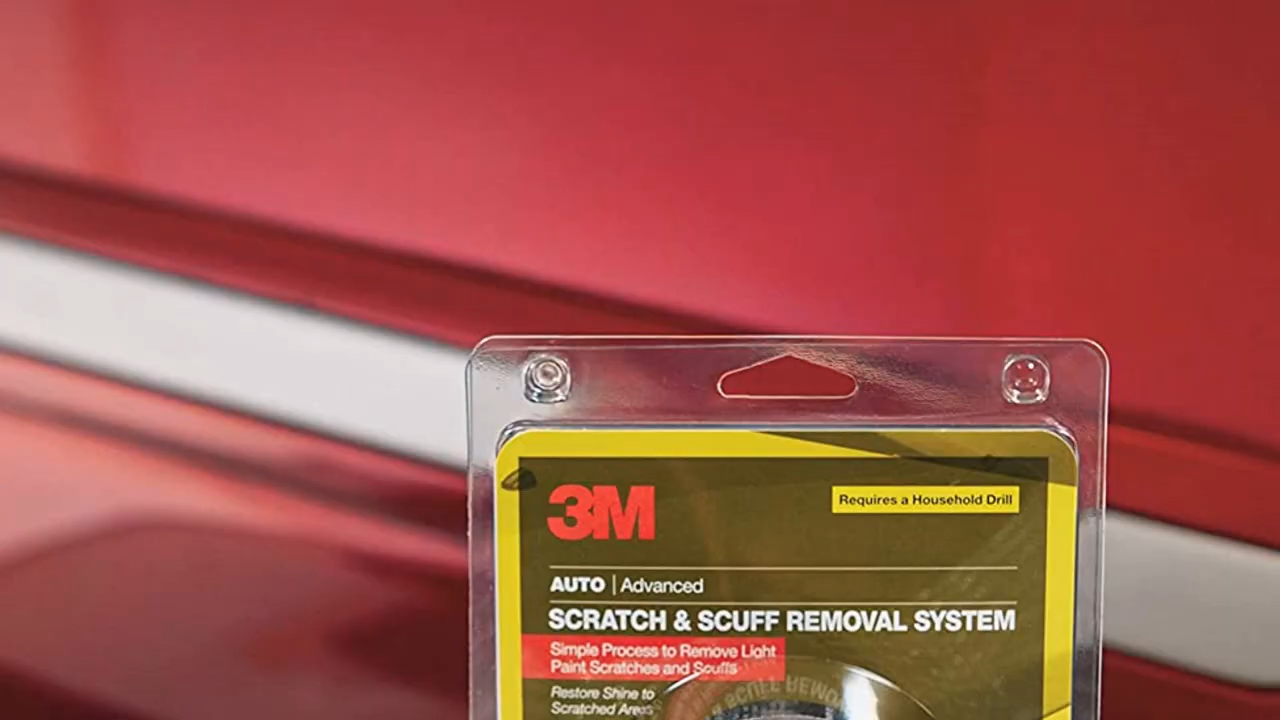 3M
Requires a Household Drill
AUTO | Advanced
SCRATCH & SCUFF REMOVAL SYSTEM
Simple Process to Remove Light
Paint Scratches and Scuffs
Restore Shine to
Scratched Areas